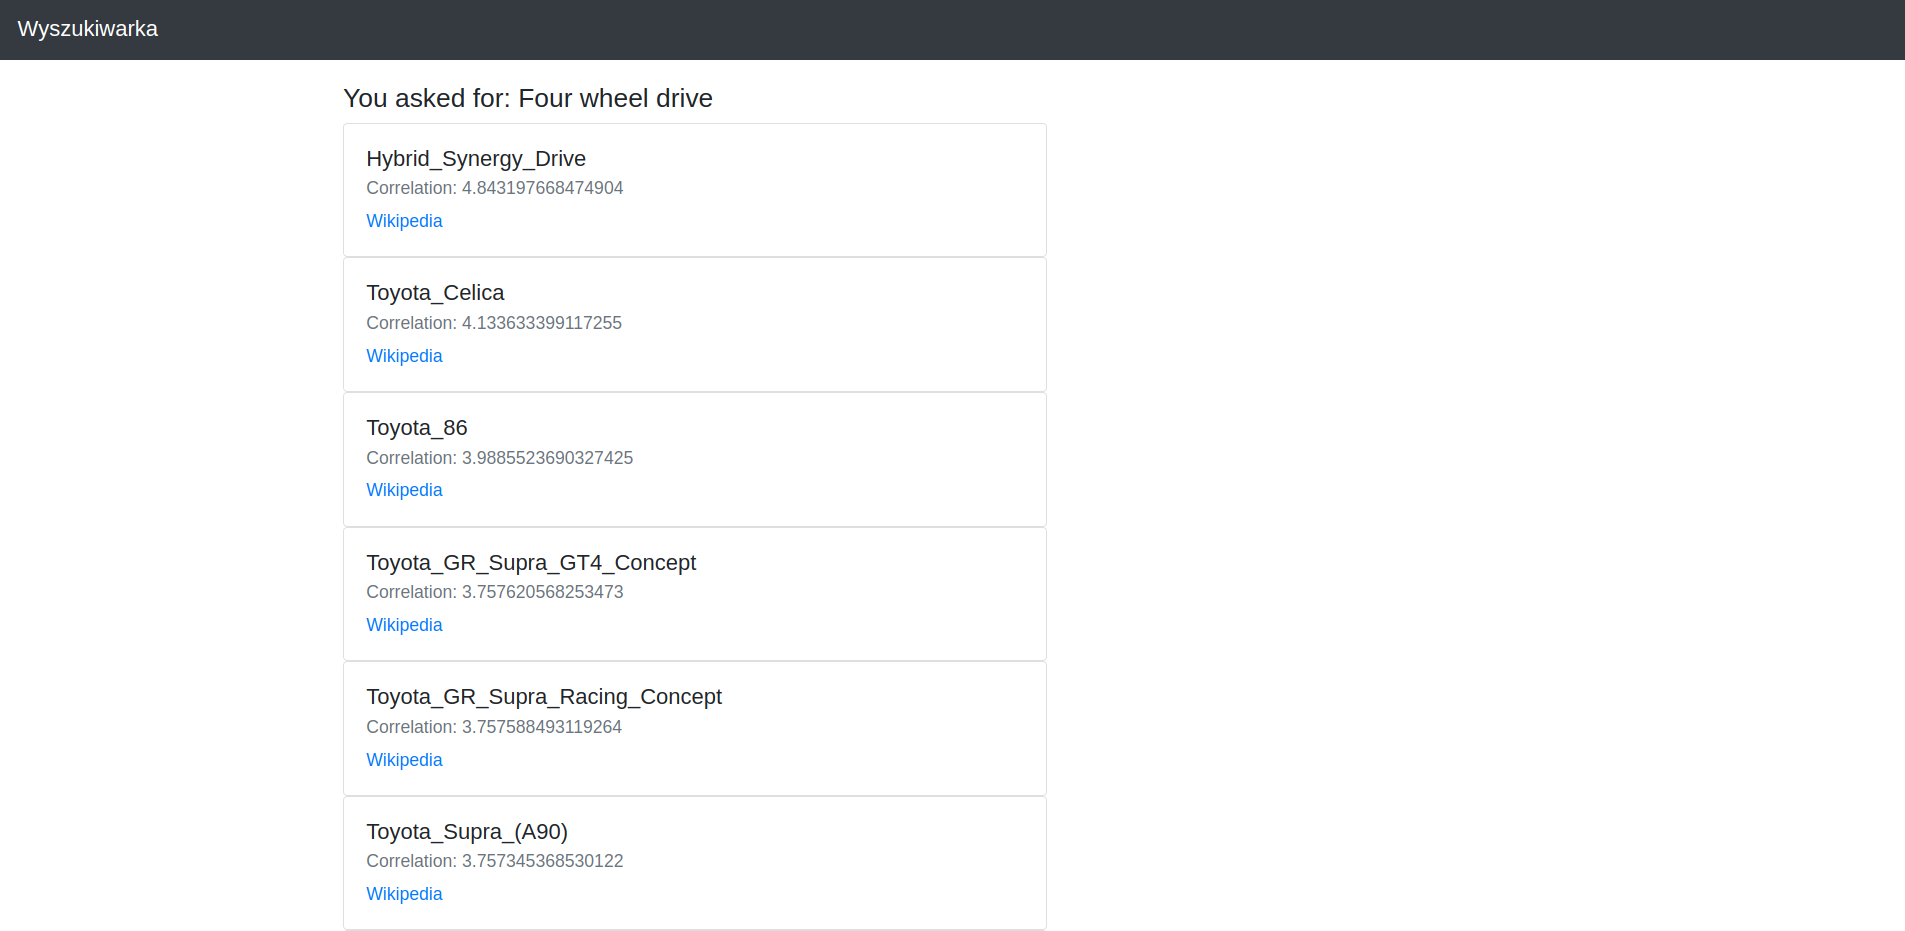 Wyszukiwarka
You asked for: Four wheel drive
Hybrid_Synergy_Drive
Correlation: 4.843197668474904
Wikipedia
Toyota_Celica
Correlation: 4.133633399117255
Wikipedia
Toyota_86
Correlation: 3.9885523690327425
Wikipedia
Toyota_GR_Supra_GT4_Concept
Correlation: 3.757620568253473
Wikipedia
Toyota_GR_Supra_Racing_Concept
Correlation: 3.757588493119264
Wikipedia
Toyota_Supra_(A90)
Correlation: 3.757345368530122
Wikipedia